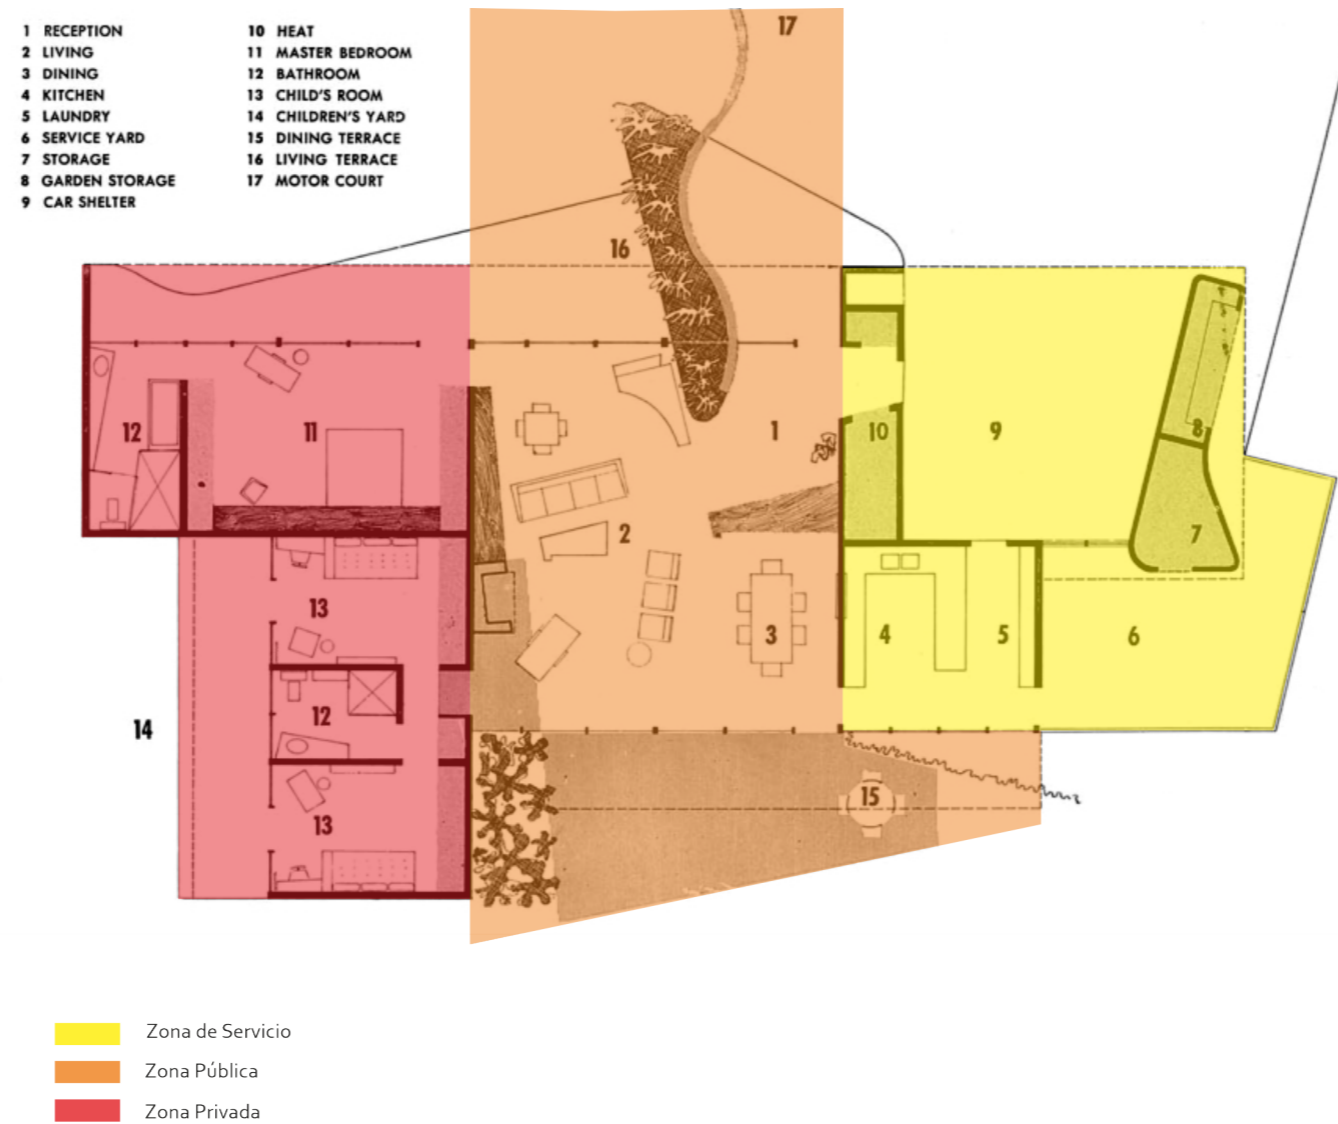 1 RECEPTION
2 LIVING
3 DINING
4 KITCHEN
5 LAUNDRY
6 SERVICE YARD
7 STORAGE
8 GARDEN STORAGE
9 CAR SHELTER
10 HEAT
11 MASTER BEDROOM
12 BATHROOM
13 CHILD'S ROOM
14 CHILDREN'S YARD
15 DINING TERRACE
16 LIVING TERRACE
17 MOTOR COURT
17
16
12
11
1
10
9
8
2
7
13
3
4
5
6
12
14
15
13
Zona de Servicio
Zona Pública
Zona Privada